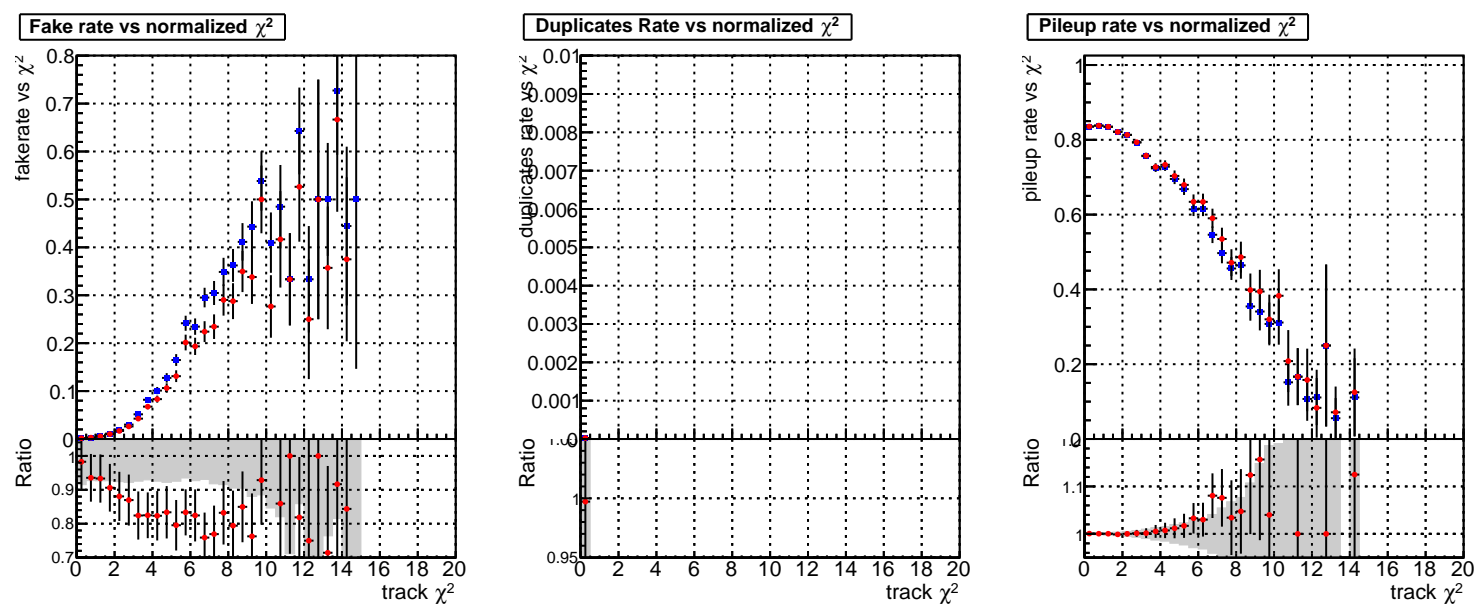 Fake rate vs normalized χ²
fakerate vs χ²
0.8
0.7
0.6
0.5
0.4
0.3
0.2
0.1
0
Ratio
1
0.9
0.8
0.7
0 2 4 6 8 10 12 14 16 18 20
track χ²
Duplicates Rate vs normalized χ²
duplicates rate vs χ²
0.01
0.009
0.008
0.007
0.006
0.005
0.004
0.003
0.002
0.001
Ratio
1
0.95
0 2 4 6 8 10 12 14 16 18 20
track χ²
Pileup rate vs normalized χ²
pileup rate vs χ²
1
0.8
0.6
0.4
0.2
0
Ratio
1.1
1
0 2 4 6 8 10 12 14 16 18 20
track χ²